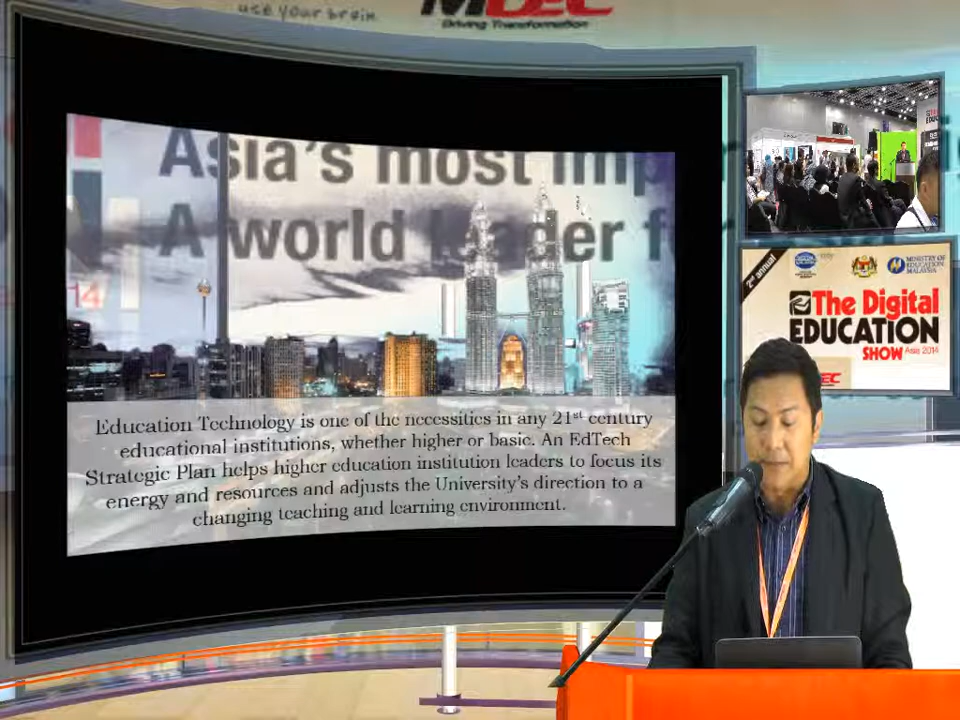 use your brain
MDEC
Driving Transformation
Asia's most imp
A world leader f
14
2nd annual
MINISTRY OF
EDUCATION
MALAYSIA
The Digital
EDUCATION
SHOW Asia 2014
Education Technology is one of the necessities in any 21st century
educational institutions, whether higher or basic. An EdTech
Strategic Plan helps higher education institution leaders to focus its
energy and resources and adjusts the University's direction to a
changing teaching and learning environment.